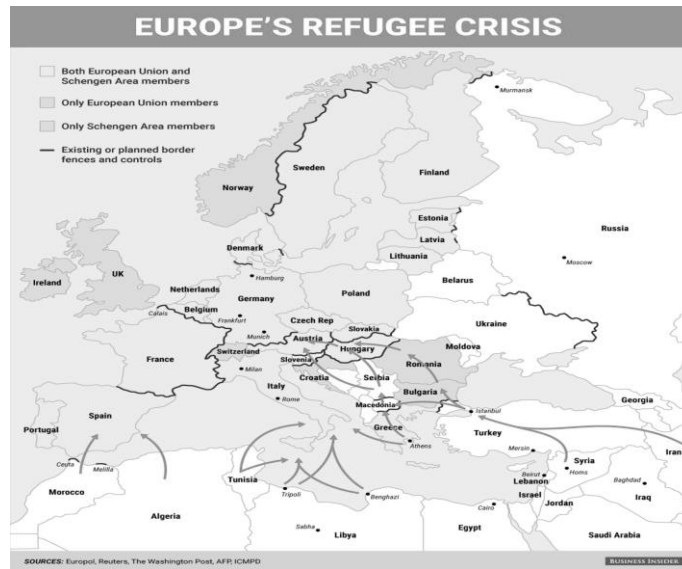 EUROPE'S REFUGEE CRISIS
Both European Union and
Schengen Area members
Only European Union members
Only Schengen Area members
Existing or planned border
fences and controls
Murmansk
Sweden
Finland
Norway
Estonia
Russia
Latvia
Denmark
Lithuania
Moscow
Ireland
UK
Hamburg
Belarus
Netherlands
Germany
Poland
Belgium
Calais
Frankfurt
Czech Rep
Ukraine
Munich
Slovakia
Austria
France
Switzerland
Hungary
Moldova
Slovenia
Romania
Milan
Croatia
Serbia
Italy
Bulgaria
Georgia
Rome
Macedonia
Istanbul
Spain
Portugal
Greece
Turkey
Athens
Iran
Mersin
Syria
Ceuta
Melilla
Tunisia
Beirut
Homs
Lebanon
Baghdad
Morocco
Tripoli
Israel
Iraq
Benghazi
Jordan
Algeria
Cairo
Sabha
Libya
Egypt
Saudi Arabia
SOURCES: Europol, Reuters, The Washington Post, AFP, ICMPD
BUSINESS INSIDER